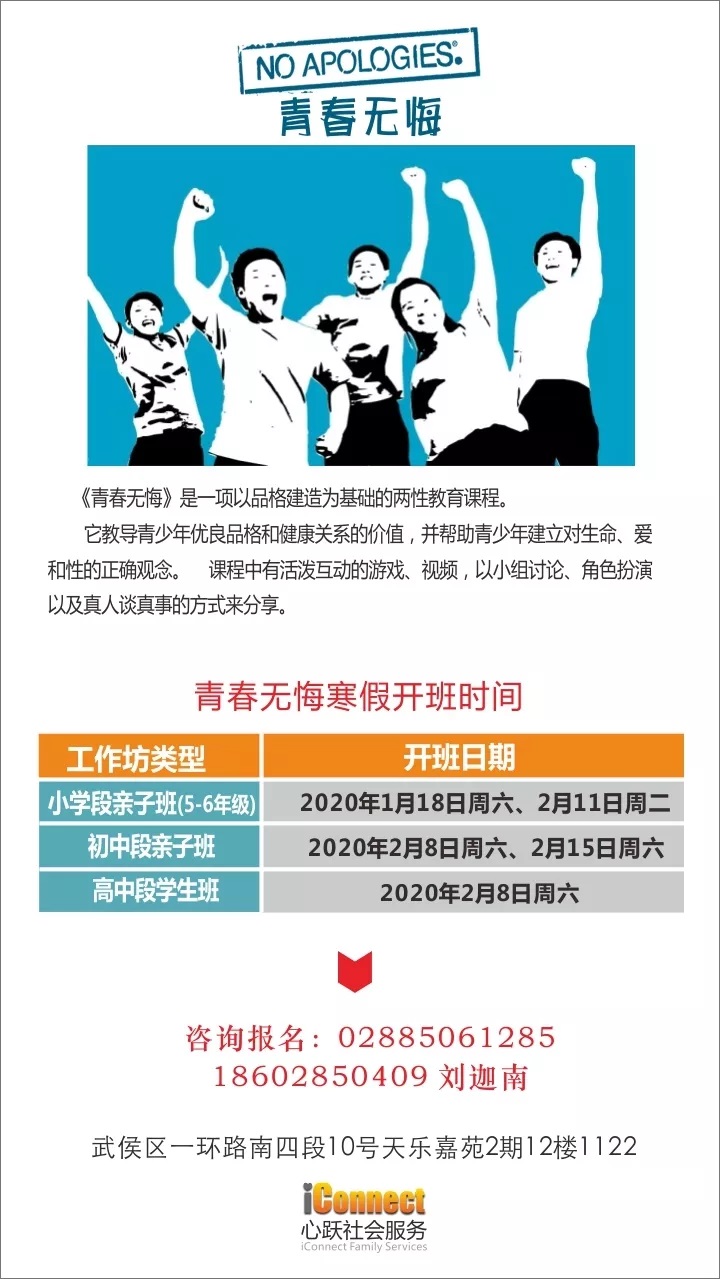 NO APOLOGIES.®
青春无悔
《青春无悔》是一项以品格建造为基础的两性教育课程。
它教导青少年优良品格和健康关系的价值，并帮助青少年建立对生命、爱
和性的正确观念。 课程中有活泼互动的游戏、视频，以小组讨论、角色扮演
以及真人谈真事的方式来分享。
青春无悔寒假开班时间
工作坊类型 开班日期
小学段亲子班(5-6年级) 2020年1月18日周六、2月11日周二
初中段亲子班 2020年2月8日周六、2月15日周六
高中段学生班 2020年2月8日周六
咨询报名：02885061285
18602850409 刘迦南
武侯区一环路南四段10号天乐嘉苑2期12楼1122
iConnect
心跃社会服务
iConnect Family Services